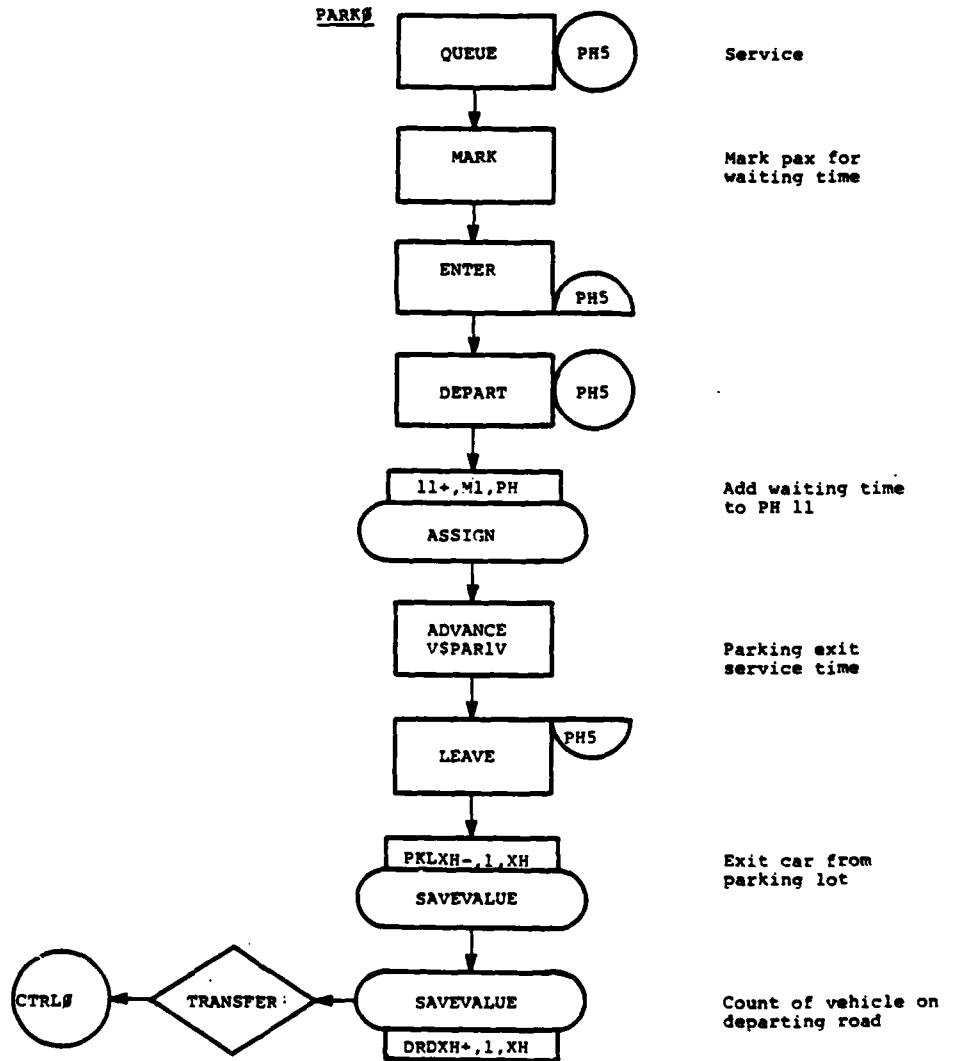 PARKØ
QUEUE PH5 Service
MARK Mark pax for
waiting time
ENTER
PH5
DEPART PH5
11+,M1,PH Add waiting time
to PH 11
ASSIGN
ADVANCE
V$PAR1V Parking exit
service time
LEAVE PH5
PKLXH-,1,XH Exit car from
parking lot
SAVEVALUE
CTRLØ TRANSFER SAVEVALUE Count of vehicle on
departing road
DRDXH+,1,XH